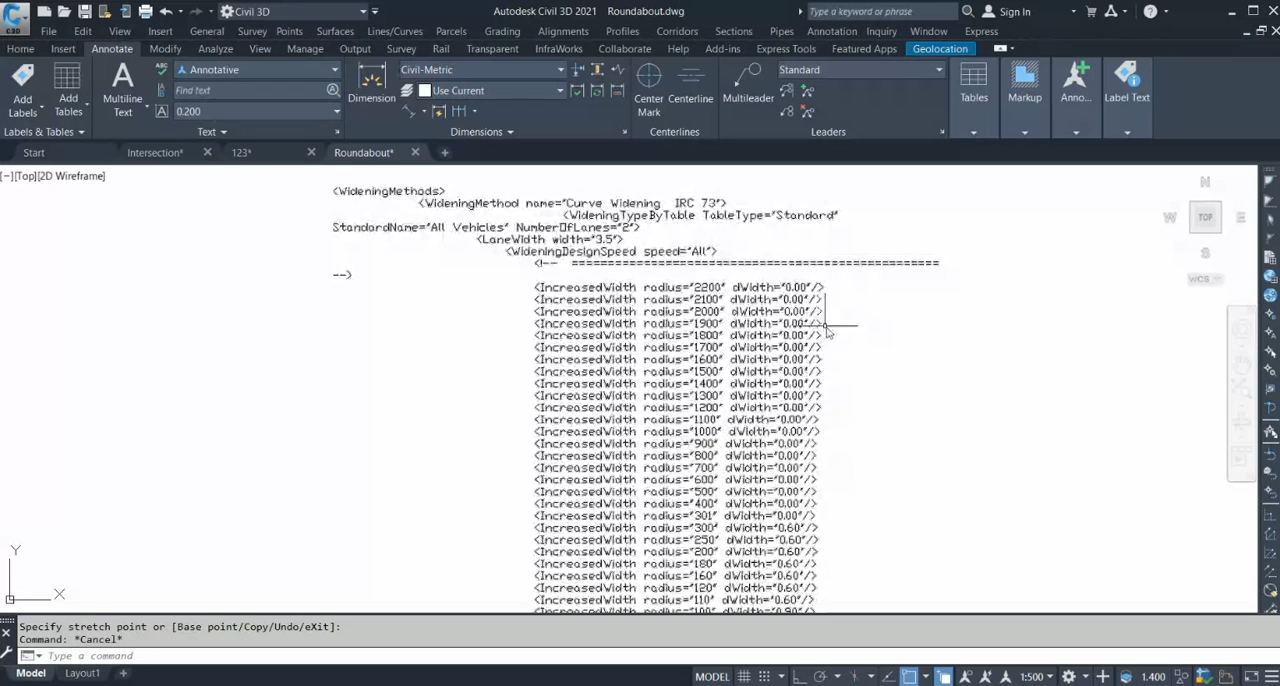 C3D
Civil 3D
Autodesk Civil 3D 2021 Roundabout.dwg
Type a keyword or phrase
Sign In
File Edit View Insert General Survey Points Surfaces Lines/Curves Parcels Grading Alignments Profiles Corridors Sections Pipes Annotation Inquiry Window Express
Home Insert Annotate Modify Analyze View Manage Output Survey Rail Transparent InfraWorks Collaborate Help Add-ins Express Tools Featured Apps Geolocation
Add Labels
Add Tables
Labels & Tables
Multiline Text
Annotative
Find text
0.200
Text
Dimension
Civil-Metric
Use Current
Dimensions
Center Mark
Centerline
Centerlines
Multileader
Standard
Leaders
Tables
Markup
Anno...
Label Text
Start Intersection* 123* Roundabout*
[−][Top][2D Wireframe]
N
W TOP E
S
WCS
<WideningMethods>
<WideningMethod name="Curve Widening IRC 73">
<WideningTypeByTable TableType="Standard"
StandardName="All Vehicles" NumberOfLanes="2">
<LaneWidth width="3.5">
<WideningDesignSpeed speed="All">
<!-- =============================================
-->
<IncreasedWidth radius="2200" dWidth="0.00"/>
<IncreasedWidth radius="2100" dWidth="0.00"/>
<IncreasedWidth radius="2000" dWidth="0.00"/>
<IncreasedWidth radius="1900" dWidth="0.00"/>
<IncreasedWidth radius="1800" dWidth="0.00"/>
<IncreasedWidth radius="1700" dWidth="0.00"/>
<IncreasedWidth radius="1600" dWidth="0.00"/>
<IncreasedWidth radius="1500" dWidth="0.00"/>
<IncreasedWidth radius="1400" dWidth="0.00"/>
<IncreasedWidth radius="1300" dWidth="0.00"/>
<IncreasedWidth radius="1200" dWidth="0.00"/>
<IncreasedWidth radius="1100" dWidth="0.00"/>
<IncreasedWidth radius="1000" dWidth="0.00"/>
<IncreasedWidth radius="900" dWidth="0.00"/>
<IncreasedWidth radius="800" dWidth="0.00"/>
<IncreasedWidth radius="700" dWidth="0.00"/>
<IncreasedWidth radius="600" dWidth="0.00"/>
<IncreasedWidth radius="500" dWidth="0.00"/>
<IncreasedWidth radius="400" dWidth="0.00"/>
<IncreasedWidth radius="301" dWidth="0.00"/>
<IncreasedWidth radius="300" dWidth="0.60"/>
<IncreasedWidth radius="250" dWidth="0.60"/>
<IncreasedWidth radius="200" dWidth="0.60"/>
<IncreasedWidth radius="180" dWidth="0.60"/>
<IncreasedWidth radius="160" dWidth="0.60"/>
<IncreasedWidth radius="120" dWidth="0.60"/>
<IncreasedWidth radius="110" dWidth="0.60"/>
<IncreasedWidth radius="100" dWidth="0.90"/>
Y
X
Specify stretch point or [Base point/Copy/Undo/eXit]:
Command: *Cancel*
Type a command
Model Layout1
MODEL 1:500 1.400